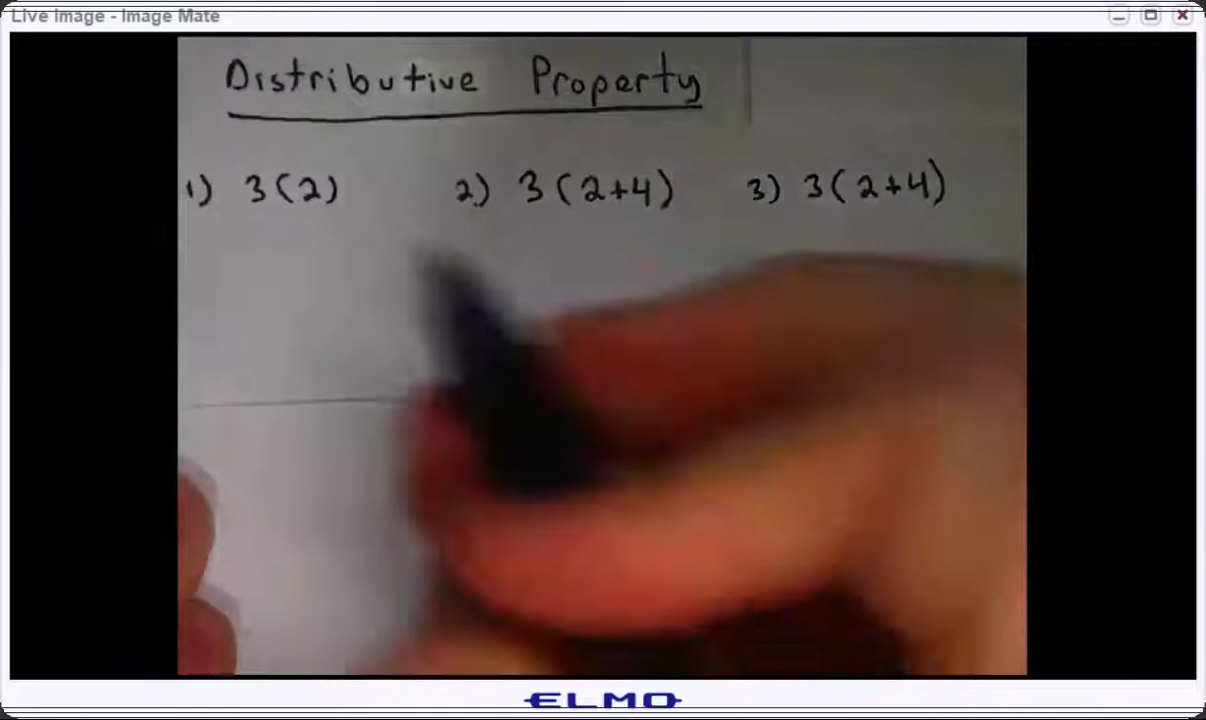 Live image - Image Mate
Distributive Property
1) 3(2) 2) 3(2+4) 3) 3(2+4)
ELMO